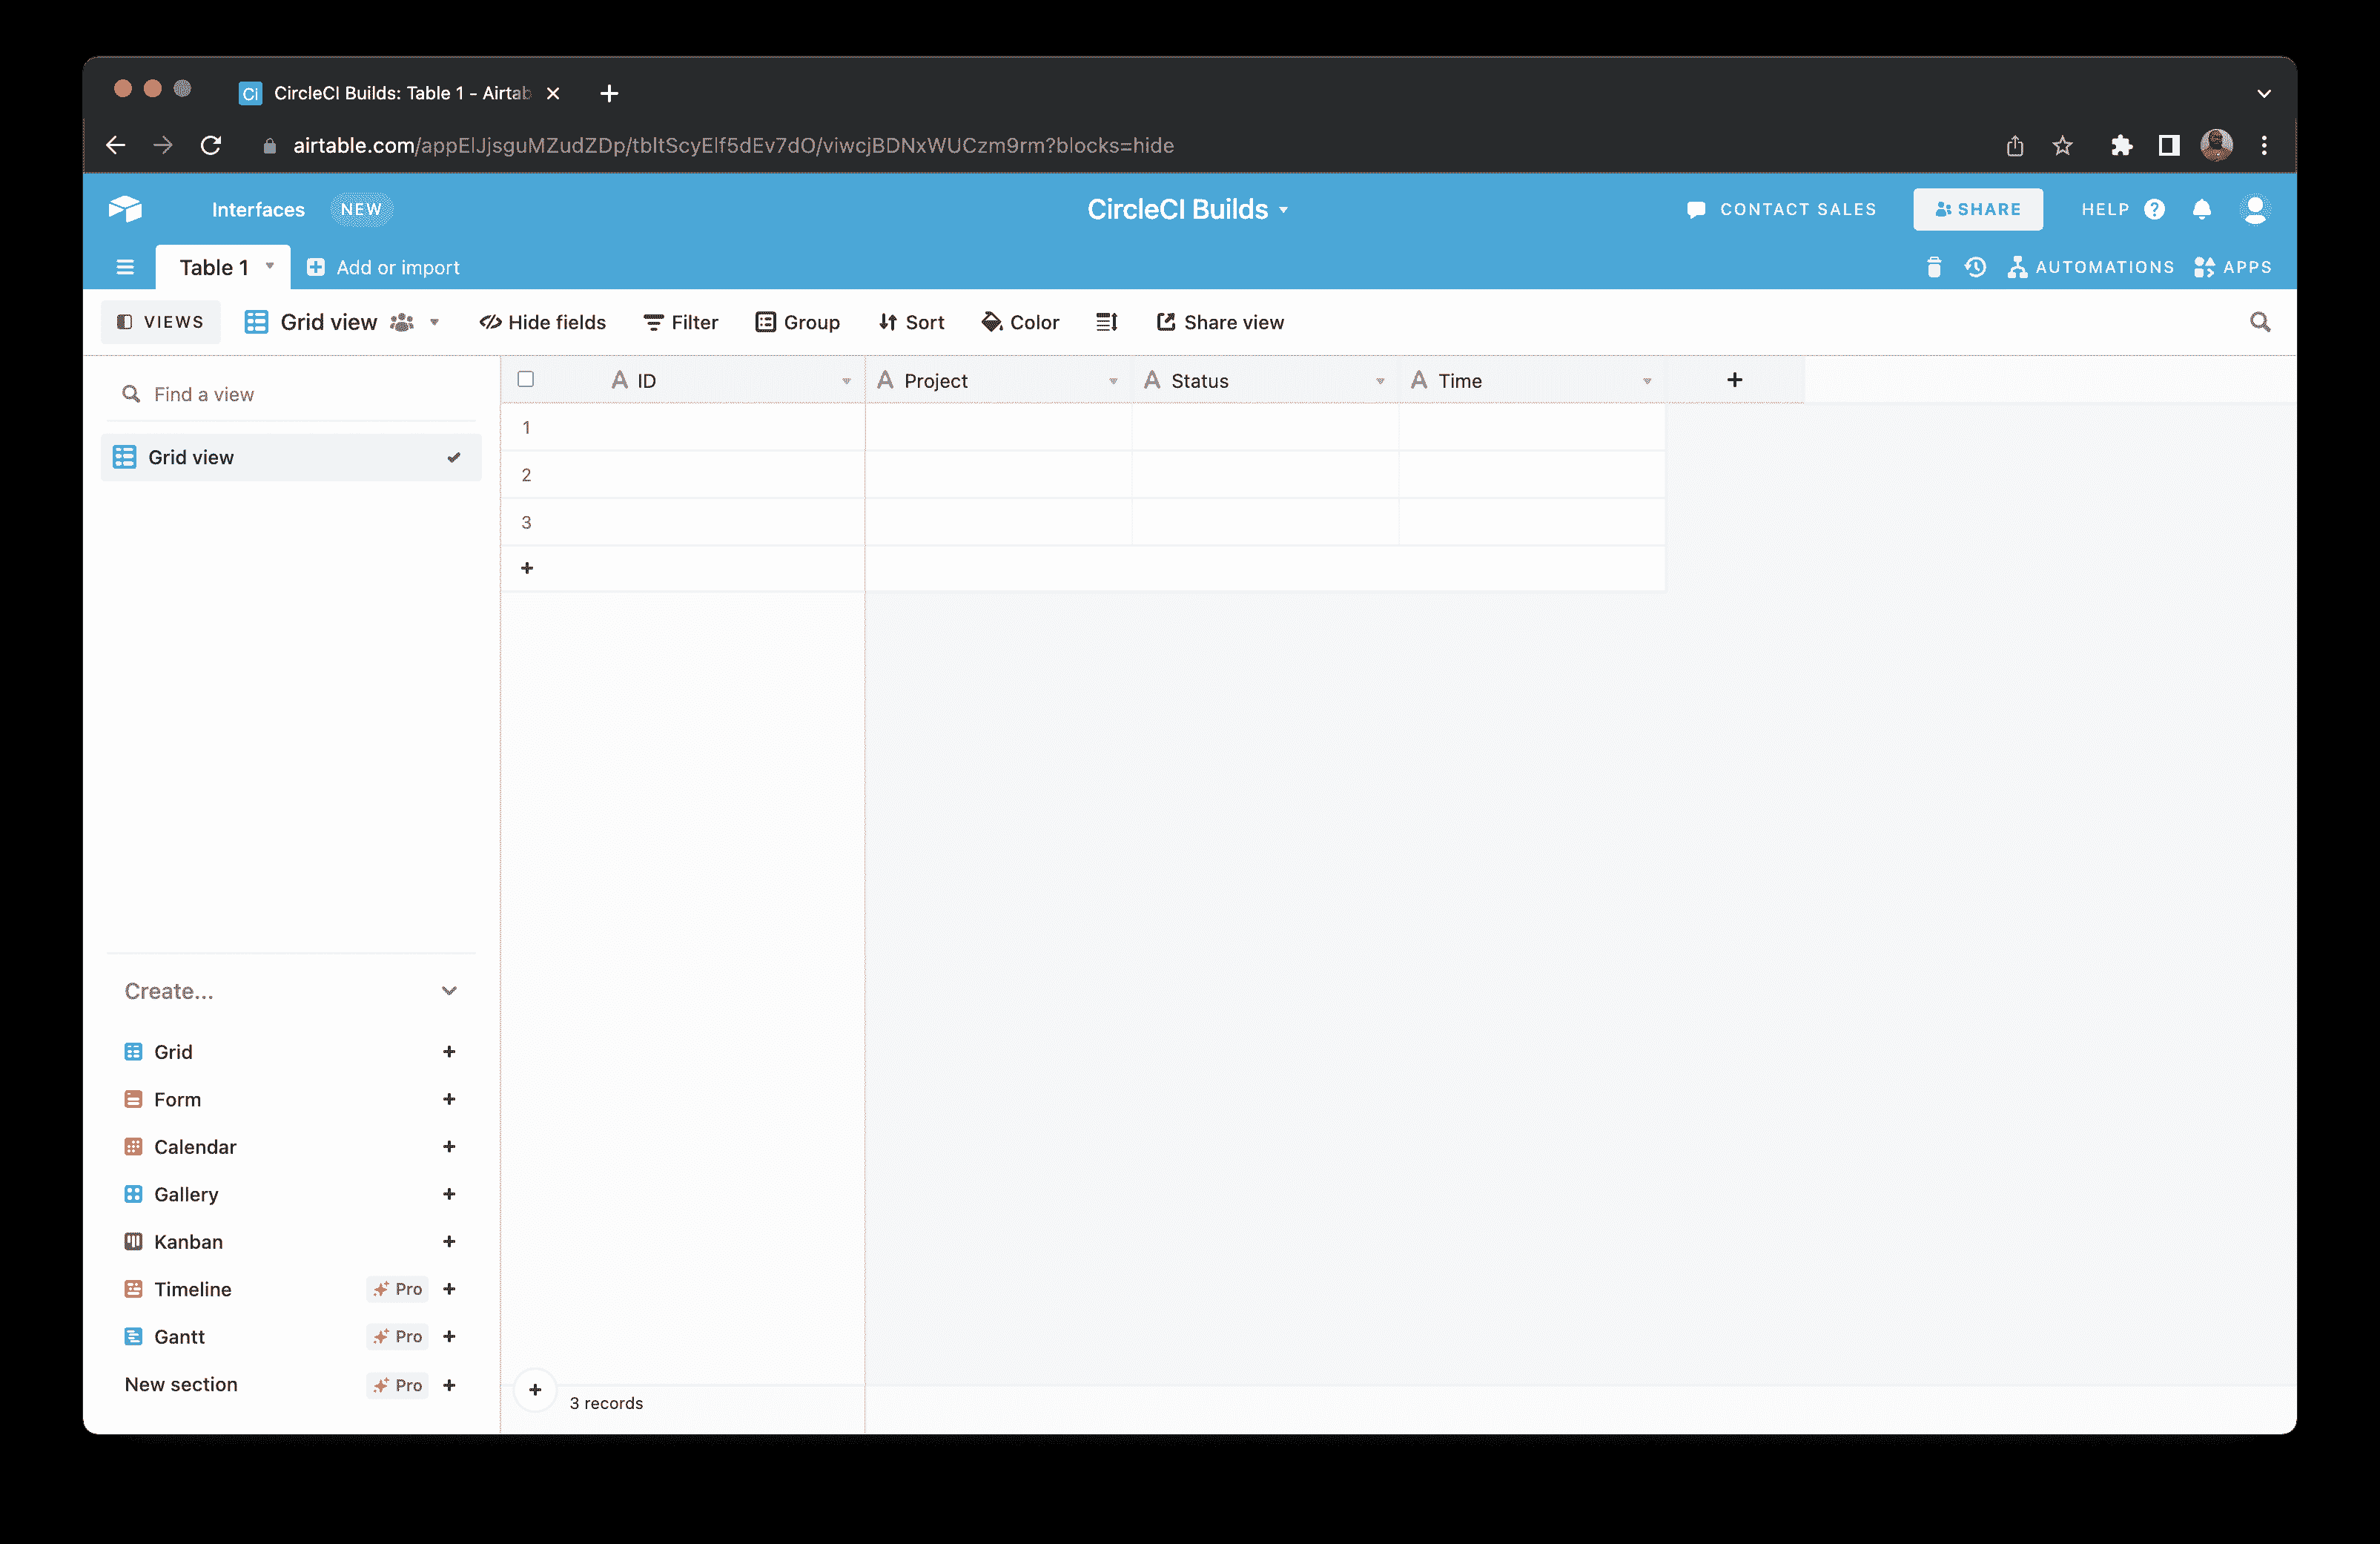 Ci CircleCI Builds: Table 1 - Airtab
airtable.com/appElJjsguMZudZDp/tbltScyElf5dEv7dO/viwcjBDNxWUCzm9rm?blocks=hide
Interfaces NEW CircleCI Builds CONTACT SALES SHARE HELP ?
Table 1 Add or import AUTOMATIONS APPS
VIEWS Grid view Hide fields Filter Group Sort Color Share view
Find a view
Grid view
A ID A Project A Status A Time +
1
2
3
+
Create...
Grid +
Form +
Calendar +
Gallery +
Kanban +
Timeline Pro +
Gantt Pro +
New section Pro +
+ 3 records